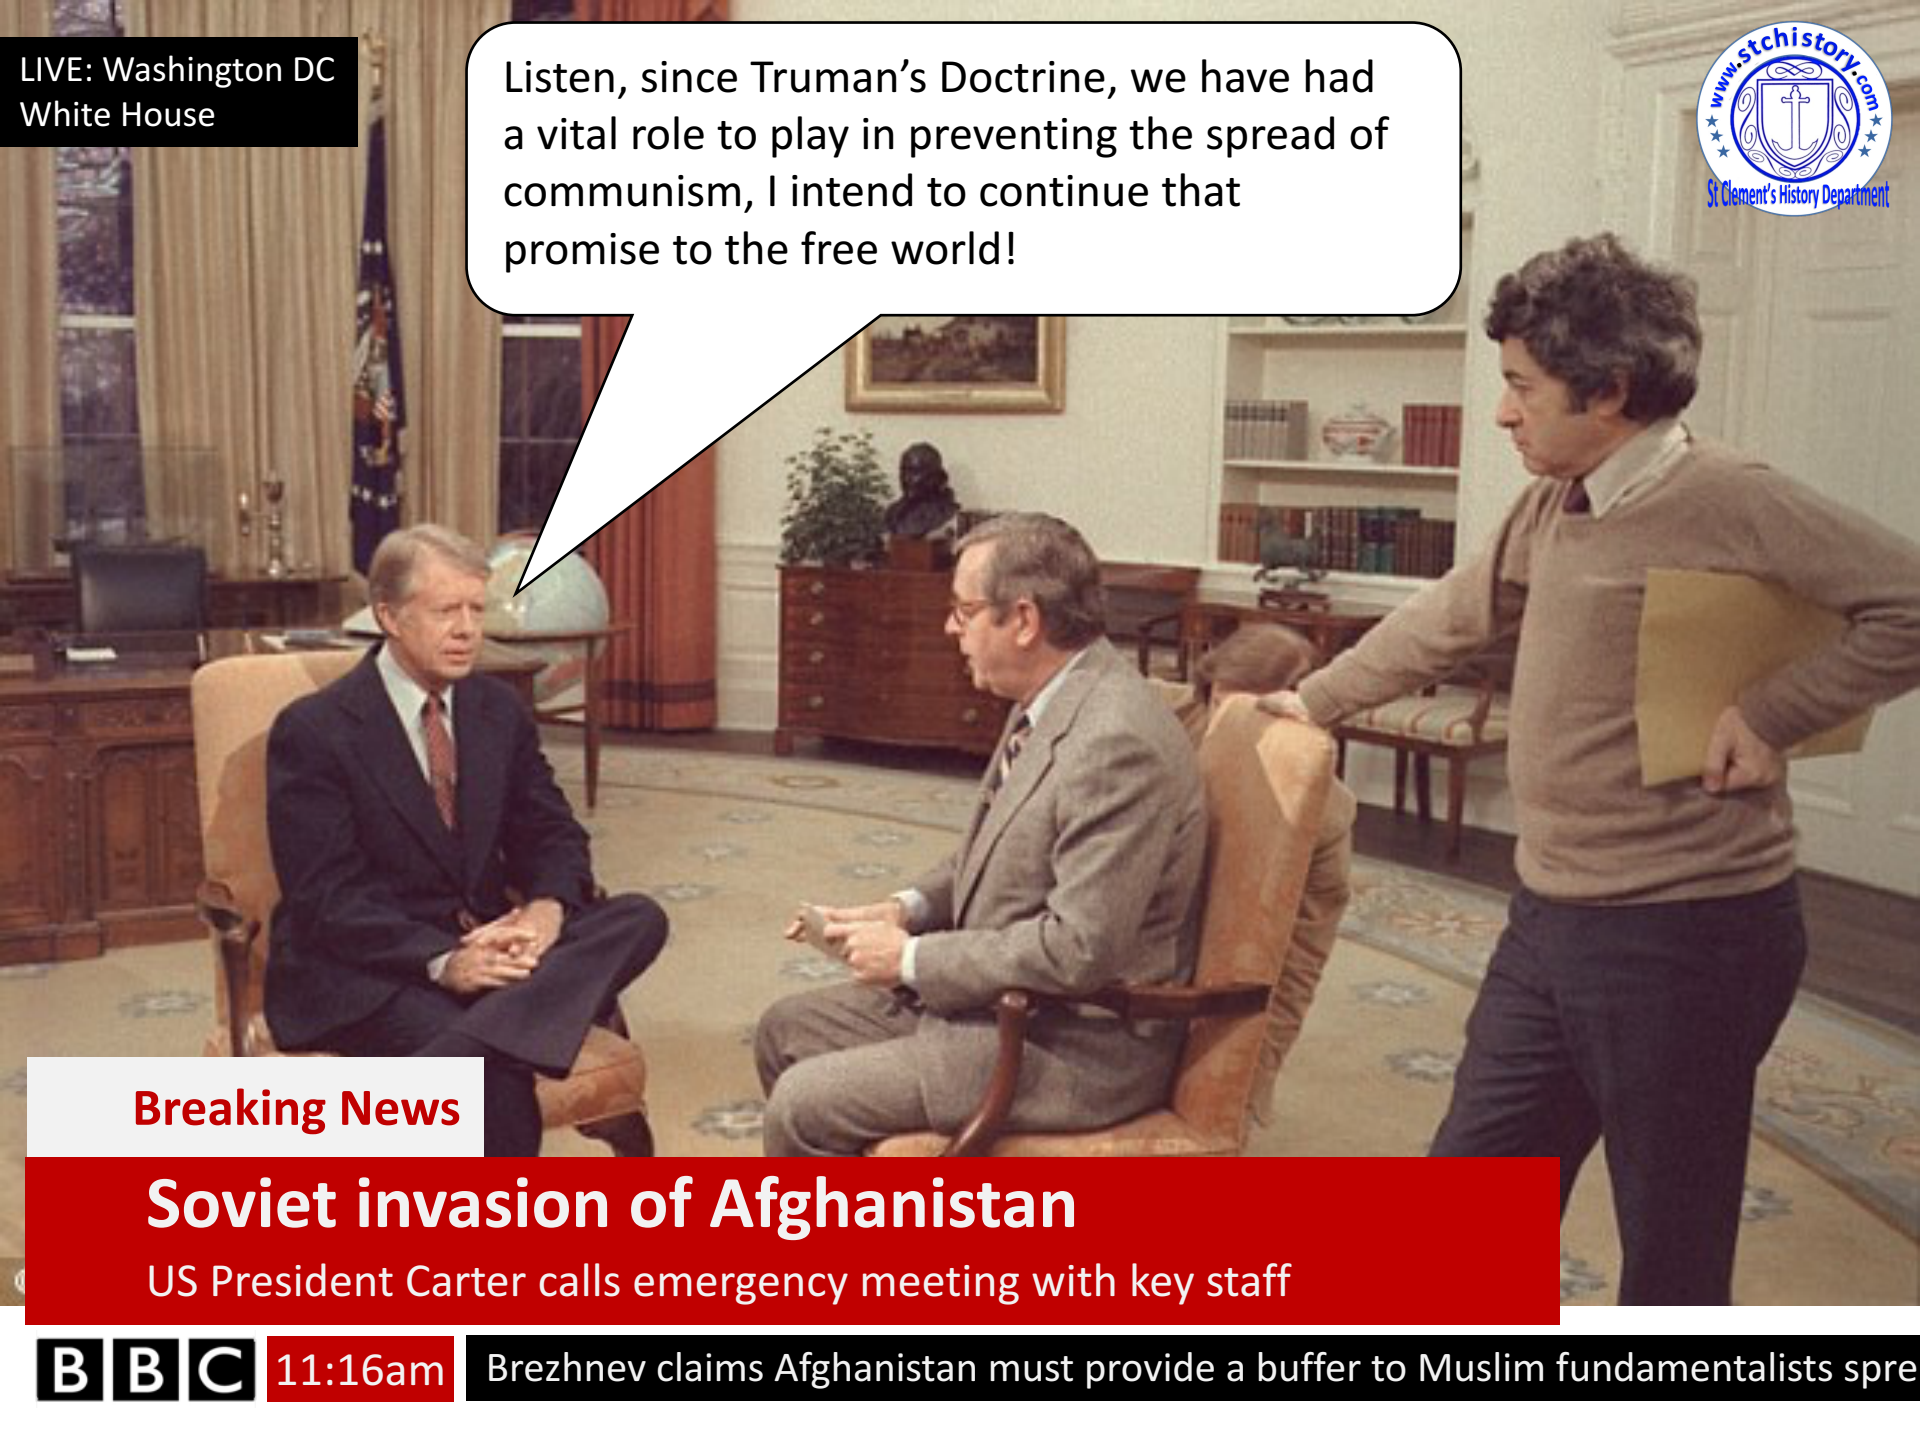 LIVE: Washington DC
White House
Listen, since Truman’s Doctrine, we have had
a vital role to play in preventing the spread of
communism, I intend to continue that
promise to the free world!
www.stchistory.com
St Clement's History Department
Breaking News
Soviet invasion of Afghanistan
US President Carter calls emergency meeting with key staff
BBC
11:16am
Brezhnev claims Afghanistan must provide a buffer to Muslim fundamentalists spre